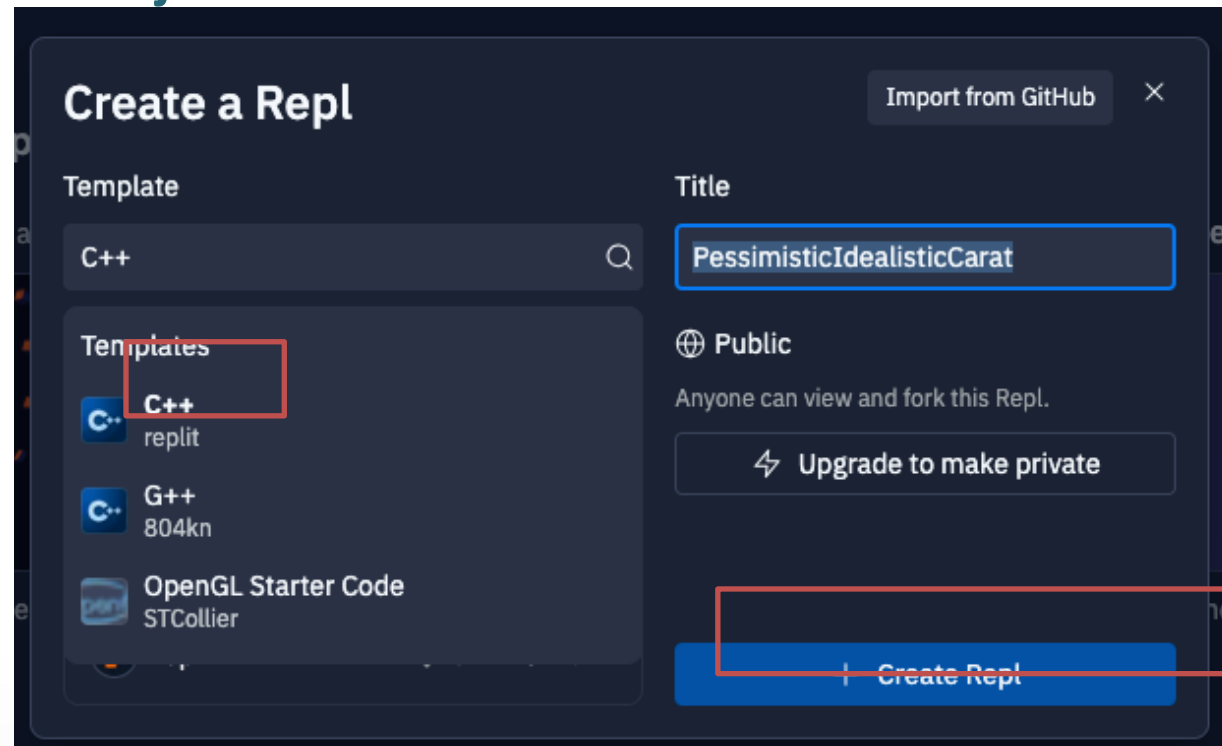 Create a Repl
Import from GitHub
Template
C++
Templates
C++
replit
G++
804kn
OpenGL Starter Code
STCollier
Title
PessimisticIdealisticCarat
Public
Anyone can view and fork this Repl.
Upgrade to make private
+ Create Repl